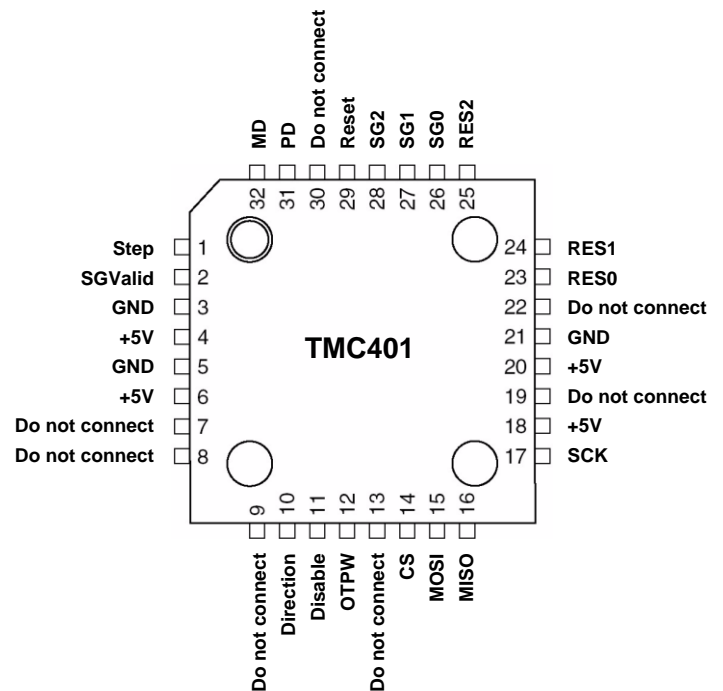 MD
PD
Do not connect
Reset
SG2
SG1
SG0
RES2
32
31
30
29
28
27
26
25
Step 1
SGValid 2
GND 3
+5V 4
GND 5
+5V 6
Do not connect 7
Do not connect 8
TMC401
24 RES1
23 RES0
22 Do not connect
21 GND
20 +5V
19 Do not connect
18 +5V
17 SCK
9
10
11
12
13
14
15
16
Do not connect
Direction
Disable
OTPW
Do not connect
CS
MOSI
MISO